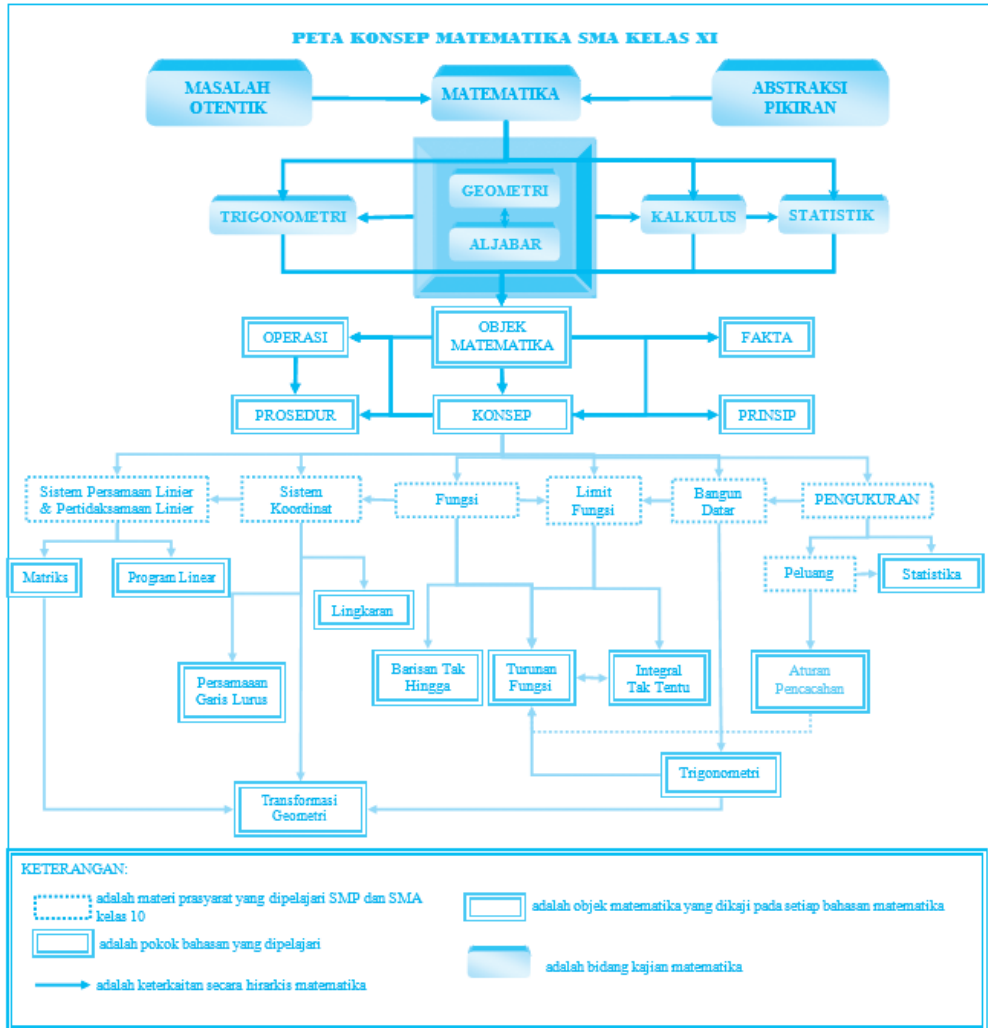 PETA KONSEP MATEMATIKA SMA KELAS XI
MASALAH
OTENTIK
MATEMATIKA
ABSTRAKSI
PIKIRAN
GEOMETRI
TRIGONOMETRI
KALKULUS
STATISTIK
ALJABAR
OPERASI
OBJEK
MATEMATIKA
FAKTA
PROSEDUR
KONSEP
PRINSIP
Sistem Persamaan Linier
& Pertidaksamaan Linier
Sistem
Koordinat
Fungsi
Limit
Fungsi
Bangun
Datar
PENGUKURAN
Matriks
Program Linear
Peluang
Statistika
Lingkaran
Persamaaan
Garis Lurus
Barisan Tak
Hingga
Turunan
Fungsi
Integral
Tak Tentu
Aturan
Pencacahan
Trigonometri
Transformasi
Geometri
KETERANGAN:
adalah materi prasyarat yang dipelajari SMP dan SMA
kelas 10
adalah objek matematika yang dikaji pada setiap bahasan matematika
adalah pokok bahasan yang dipelajari
adalah bidang kajian matematika
adalah keterkaitan secara hirarkis matematika